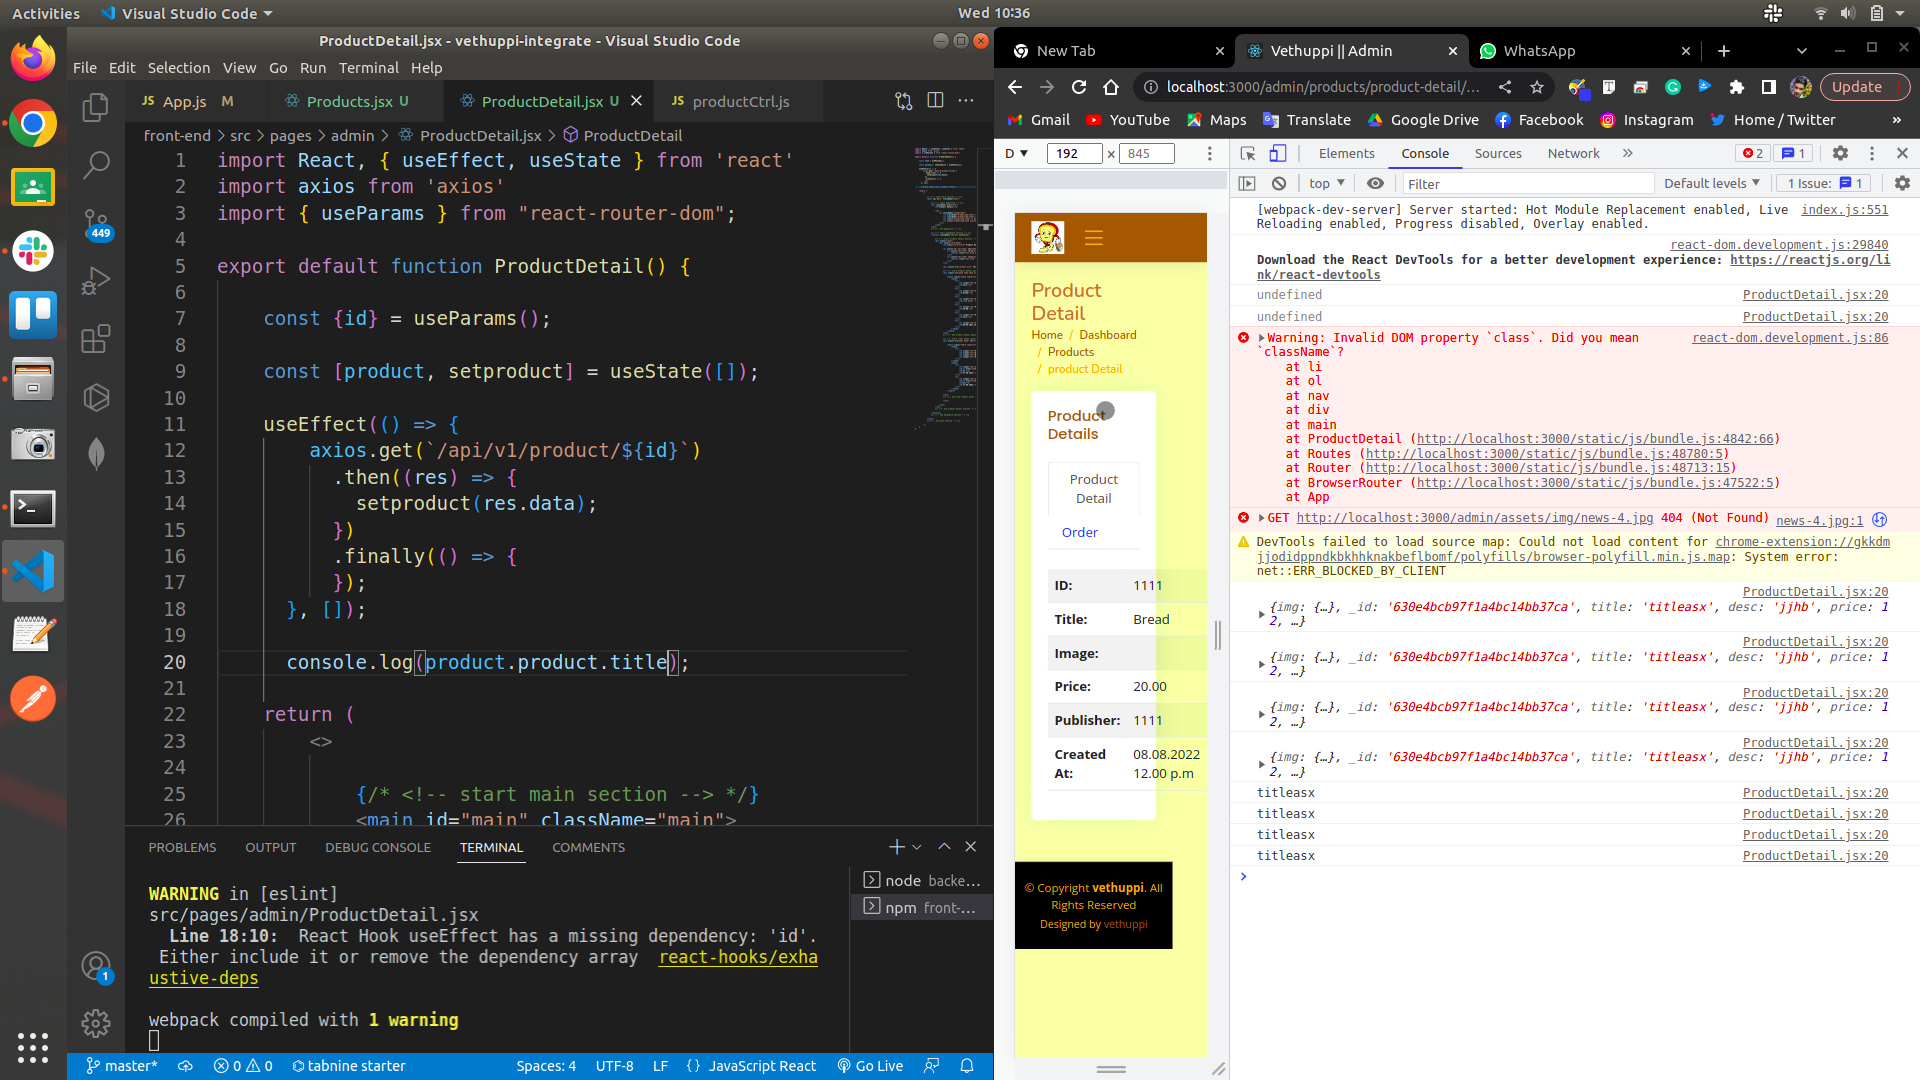 Activities
Visual Studio Code
Wed 10:36
ProductDetail.jsx - vethuppi-integrate - Visual Studio Code
File Edit Selection View Go Run Terminal Help
JS App.js M
Products.jsx U
ProductDetail.jsx U
JS productCtrl.js
front-end > src > pages > admin > ProductDetail.jsx > ProductDetail
1 import React, { useEffect, useState } from 'react'
2 import axios from 'axios'
3 import { useParams } from "react-router-dom";
4
5 export default function ProductDetail() {
6
7 const {id} = useParams();
8
9 const [product, setproduct] = useState([]);
10
11 useEffect(() => {
12 axios.get(`/api/v1/product/${id}`)
13 .then((res) => {
14 setproduct(res.data);
15 })
16 .finally(() => {
17 });
18 }, []);
19
20 console.log(product.product.title);
21
22 return (
23 <>
24
25 {/* <!-- start main section --> */}
26 <main id="main" className="main">
449
1
PROBLEMS OUTPUT DEBUG CONSOLE TERMINAL COMMENTS
WARNING in [eslint]
src/pages/admin/ProductDetail.jsx
Line 18:10: React Hook useEffect has a missing dependency: 'id'.
Either include it or remove the dependency array react-hooks/exha
ustive-deps
webpack compiled with 1 warning
node backe...
npm front-...
master* 0 0 tabnine starter
Spaces: 4 UTF-8 LF {} JavaScript React Go Live
New Tab
Vethuppi || Admin
WhatsApp
localhost:3000/admin/products/product-detail/...
Update
Gmail YouTube Maps Translate Google Drive Facebook Instagram Home / Twitter »
D 192 × 845
Elements Console Sources Network » 2 1
top Filter Default levels 1 Issue: 1
Product
Detail
Home / Dashboard
/ Products
/ product Detail
Product
Details
Product
Detail
Order
ID: 1111
Title: Bread
Image:
Price: 20.00
Publisher: 1111
Created 08.08.2022
At: 12.00 p.m
© Copyright vethuppi. All
Rights Reserved
Designed by vethuppi
[webpack-dev-server] Server started: Hot Module Replacement enabled, Live index.js:551
Reloading enabled, Progress disabled, Overlay enabled.
react-dom.development.js:29840
Download the React DevTools for a better development experience: https://reactjs.org/li
nk/react-devtools
undefined ProductDetail.jsx:20
undefined ProductDetail.jsx:20
Warning: Invalid DOM property `class`. Did you mean react-dom.development.js:86
`className`?
at li
at ol
at nav
at div
at main
at ProductDetail (http://localhost:3000/static/js/bundle.js:4842:66)
at Routes (http://localhost:3000/static/js/bundle.js:48780:5)
at Router (http://localhost:3000/static/js/bundle.js:48713:15)
at BrowserRouter (http://localhost:3000/static/js/bundle.js:47522:5)
at App
GET http://localhost:3000/admin/assets/img/news-4.jpg 404 (Not Found) news-4.jpg:1
DevTools failed to load source map: Could not load content for chrome-extension://gkkdm
jjodidppndkbkhhknakbeflbomf/polyfills/browser-polyfill.min.js.map: System error:
net::ERR_BLOCKED_BY_CLIENT
ProductDetail.jsx:20
{img: {…}, _id: '630e4bcb97f1a4bc14bb37ca', title: 'titleasx', desc: 'jjhb', price: 1
2, …}
ProductDetail.jsx:20
{img: {…}, _id: '630e4bcb97f1a4bc14bb37ca', title: 'titleasx', desc: 'jjhb', price: 1
2, …}
ProductDetail.jsx:20
{img: {…}, _id: '630e4bcb97f1a4bc14bb37ca', title: 'titleasx', desc: 'jjhb', price: 1
2, …}
ProductDetail.jsx:20
{img: {…}, _id: '630e4bcb97f1a4bc14bb37ca', title: 'titleasx', desc: 'jjhb', price: 1
2, …}
titleasx ProductDetail.jsx:20
titleasx ProductDetail.jsx:20
titleasx ProductDetail.jsx:20
titleasx ProductDetail.jsx:20